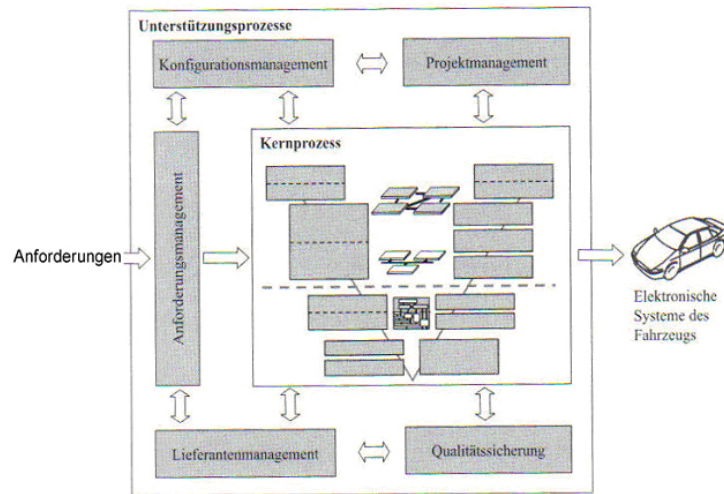 Unterstützungsprozesse
Konfigurationsmanagement
Projektmanagement
Kernprozess
Anforderungen
Anforderungsmanagement
Elektronische
Systeme des
Fahrzeugs
Lieferantenmanagement
Qualitätssicherung